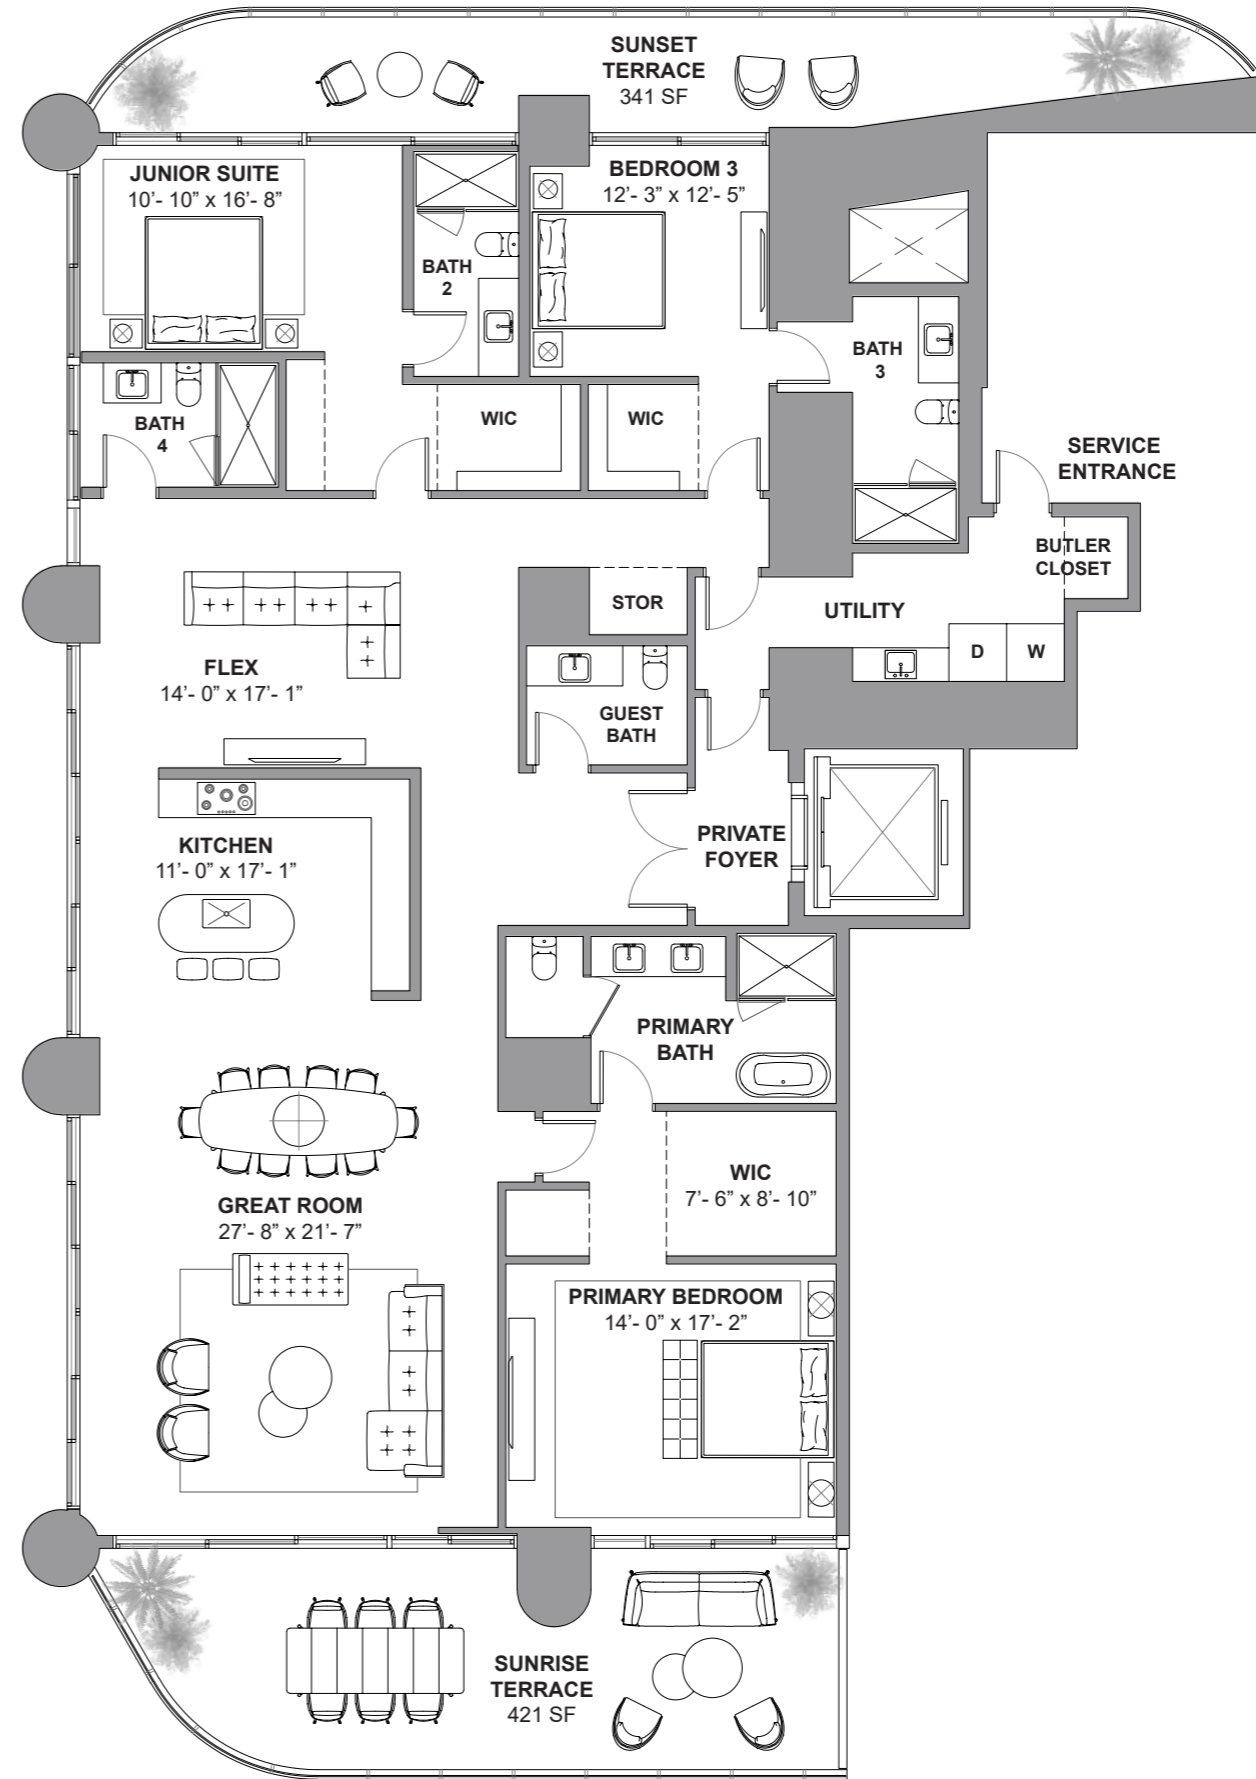 SUNSET
TERRACE
341 SF
JUNIOR SUITE
10’- 10” x 16’- 8”
BEDROOM 3
12’- 3” x 12’- 5”
BATH
2
BATH
3
BATH
4
WIC
WIC
SERVICE
ENTRANCE
BUTLER
CLOSET
STOR
UTILITY
D
W
FLEX
14’- 0” x 17’- 1”
GUEST
BATH
KITCHEN
11’- 0” x 17’- 1”
PRIVATE
FOYER
PRIMARY
BATH
WIC
7’- 6” x 8’- 10”
GREAT ROOM
27’- 8” x 21’- 7”
PRIMARY BEDROOM
14’- 0” x 17’- 2”
SUNRISE
TERRACE
421 SF